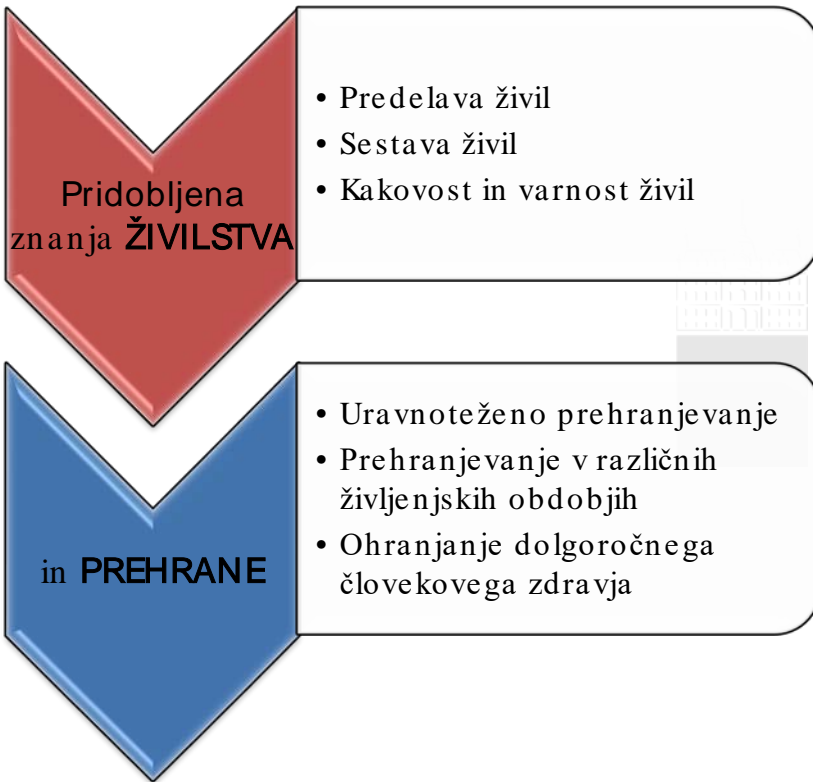 Pridobljena
znanja ŽIVILSTVA
• Predelava živil
• Sestava živil
• Kakovost in varnost živil
in PREHRANE
• Uravnoteženo prehranjevanje
• Prehranjevanje v različnih
življenjskih obdobjih
• Ohranjanje dolgoročnega
človekovega zdravja